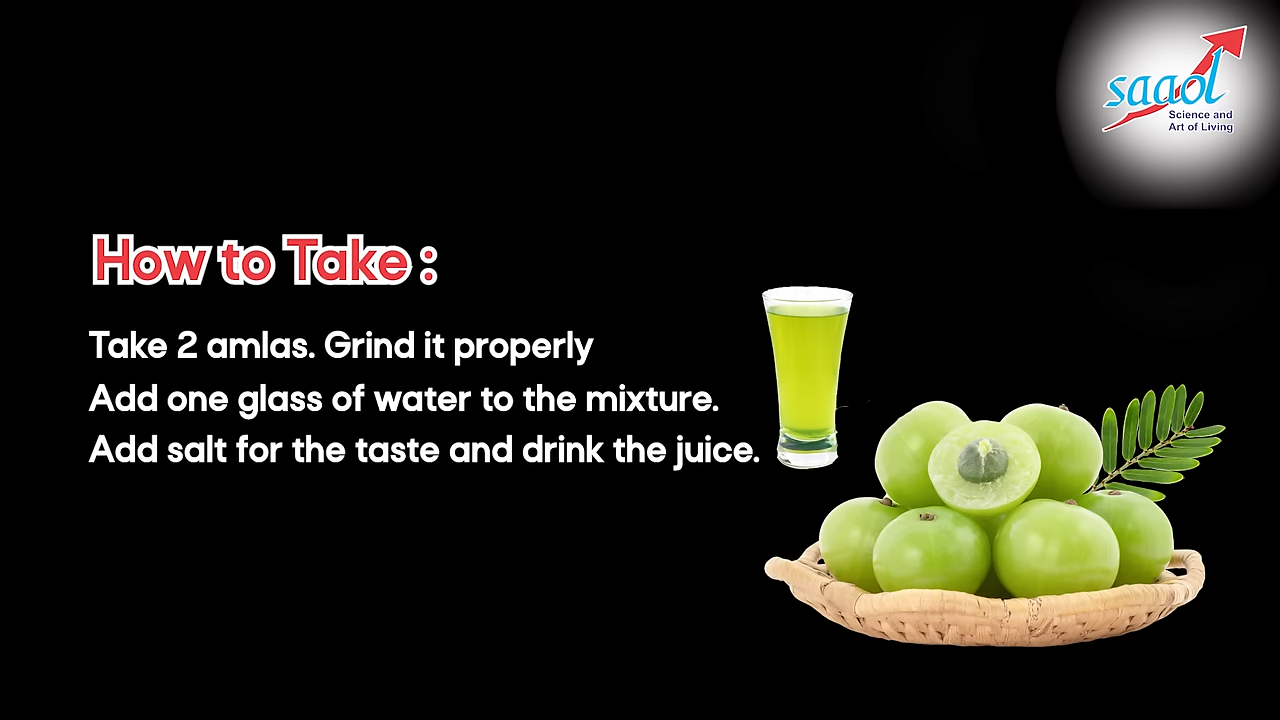 saaol
Science and
Art of Living
How to Take :
Take 2 amlas. Grind it properly
Add one glass of water to the mixture.
Add salt for the taste and drink the juice.